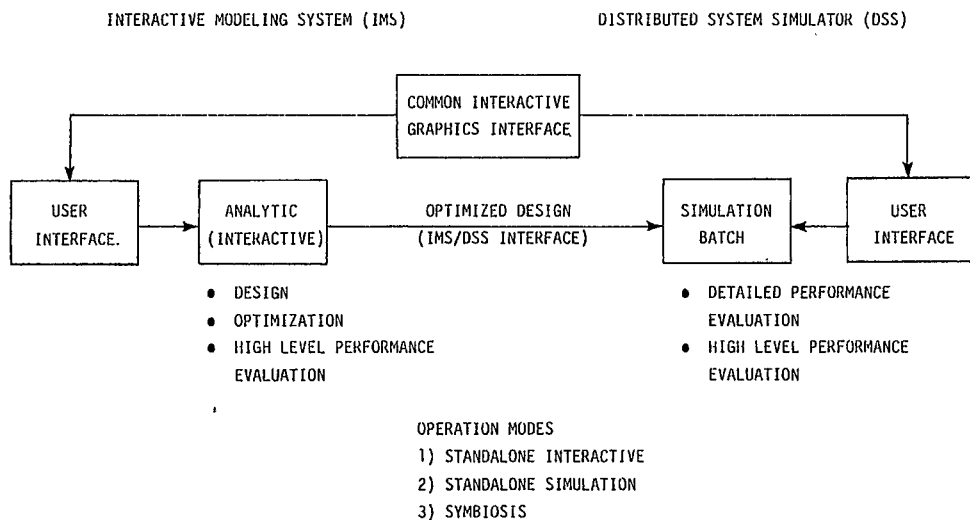 INTERACTIVE MODELING SYSTEM (IMS)
DISTRIBUTED SYSTEM SIMULATOR (DSS)
COMMON INTERACTIVE
GRAPHICS INTERFACE
USER
INTERFACE.
ANALYTIC
(INTERACTIVE)
OPTIMIZED DESIGN
(IMS/DSS INTERFACE)
SIMULATION
BATCH
USER
INTERFACE
• DESIGN
• OPTIMIZATION
• HIGH LEVEL PERFORMANCE
EVALUATION
• DETAILED PERFORMANCE
EVALUATION
• HIGH LEVEL PERFORMANCE
EVALUATION
OPERATION MODES
1) STANDALONE INTERACTIVE
2) STANDALONE SIMULATION
3) SYMBIOSIS